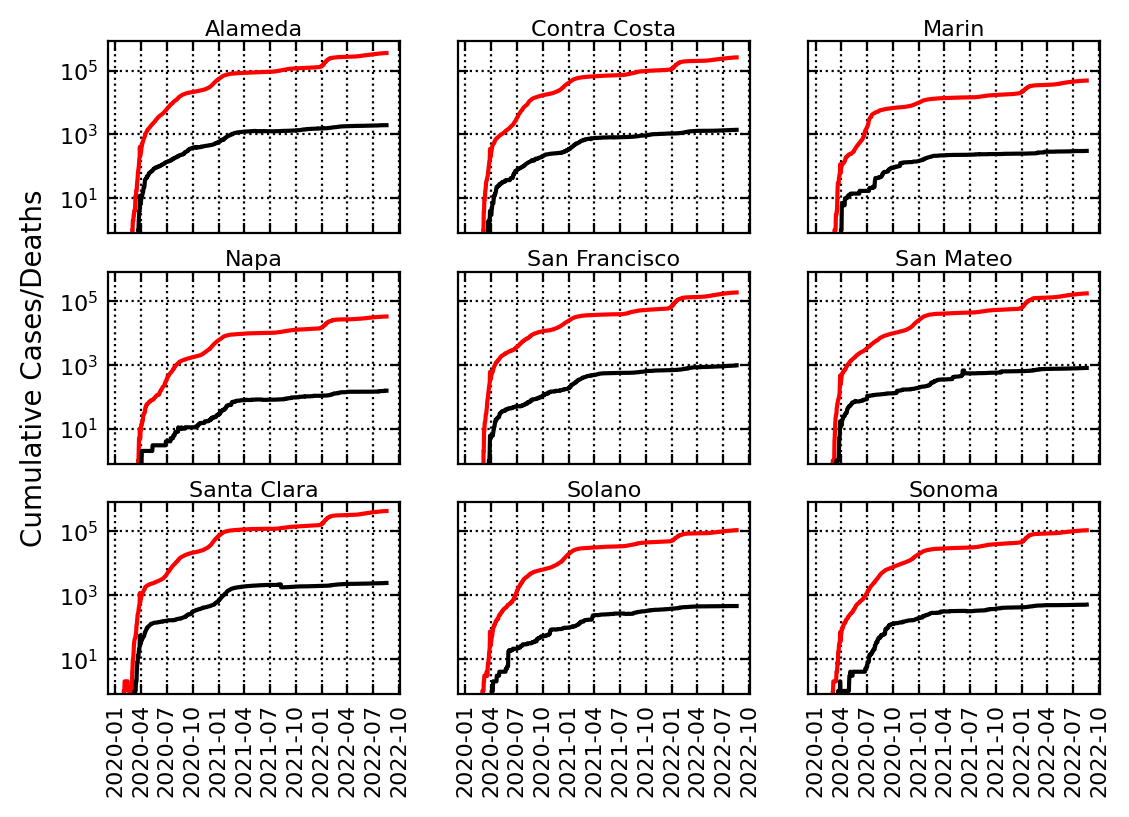 Alameda Contra Costa Marin
10^5
10^3
10^1
Napa San Francisco San Mateo
10^5
10^3
10^1
Cumulative Cases/Deaths
Santa Clara Solano Sonoma
10^5
10^3
10^1
2020-01 2020-04 2020-07 2020-10 2021-01 2021-04 2021-07 2021-10 2022-01 2022-04 2022-07 2022-10
2020-01 2020-04 2020-07 2020-10 2021-01 2021-04 2021-07 2021-10 2022-01 2022-04 2022-07 2022-10
2020-01 2020-04 2020-07 2020-10 2021-01 2021-04 2021-07 2021-10 2022-01 2022-04 2022-07 2022-10